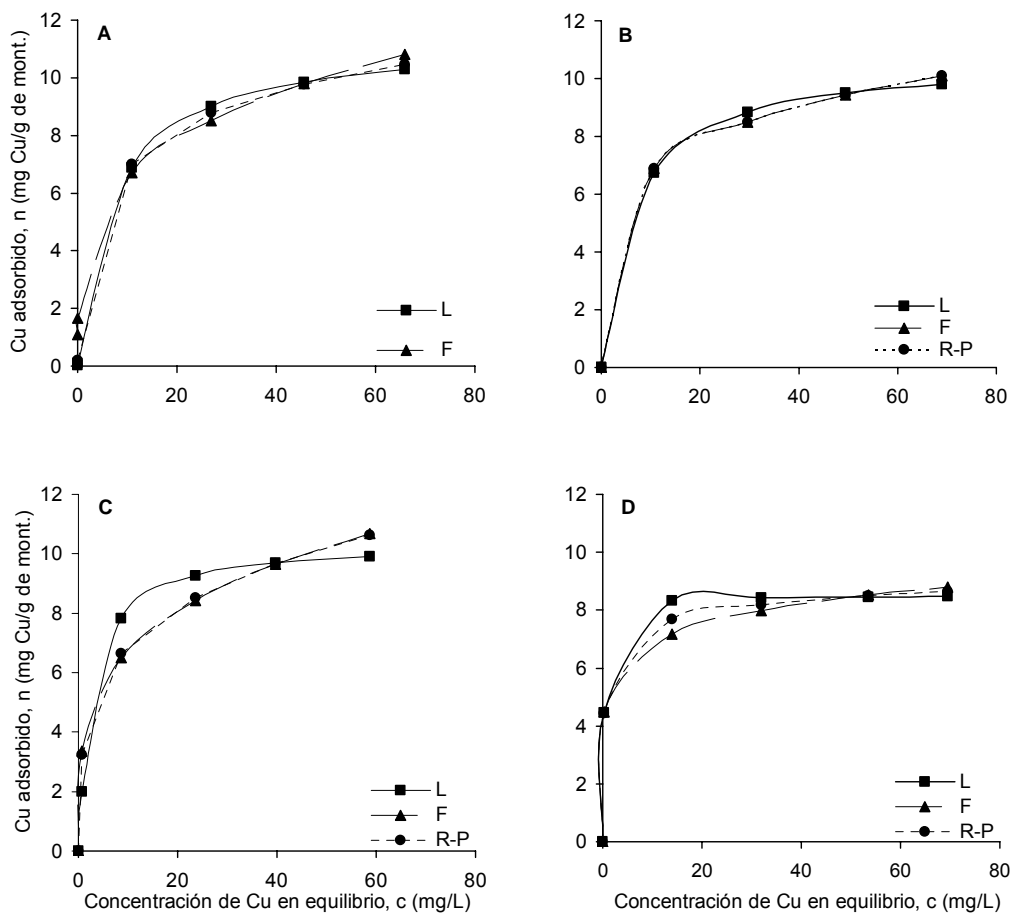 A
Cu adsorbido, n (mg Cu/g de mont.)
12
10
8
6
4
2
0
0 20 40 60 80
L
F
B
12
10
8
6
4
2
0
0 20 40 60 80
L
F
R-P
C
Cu adsorbido, n (mg Cu/g de mont.)
12
10
8
6
4
2
0
0 20 40 60 80
L
F
R-P
Concentración de Cu en equilibrio, c (mg/L)
D
12
10
8
6
4
2
0
0 20 40 60 80
L
F
R-P
Concentración de Cu en equilibrio, c (mg/L)